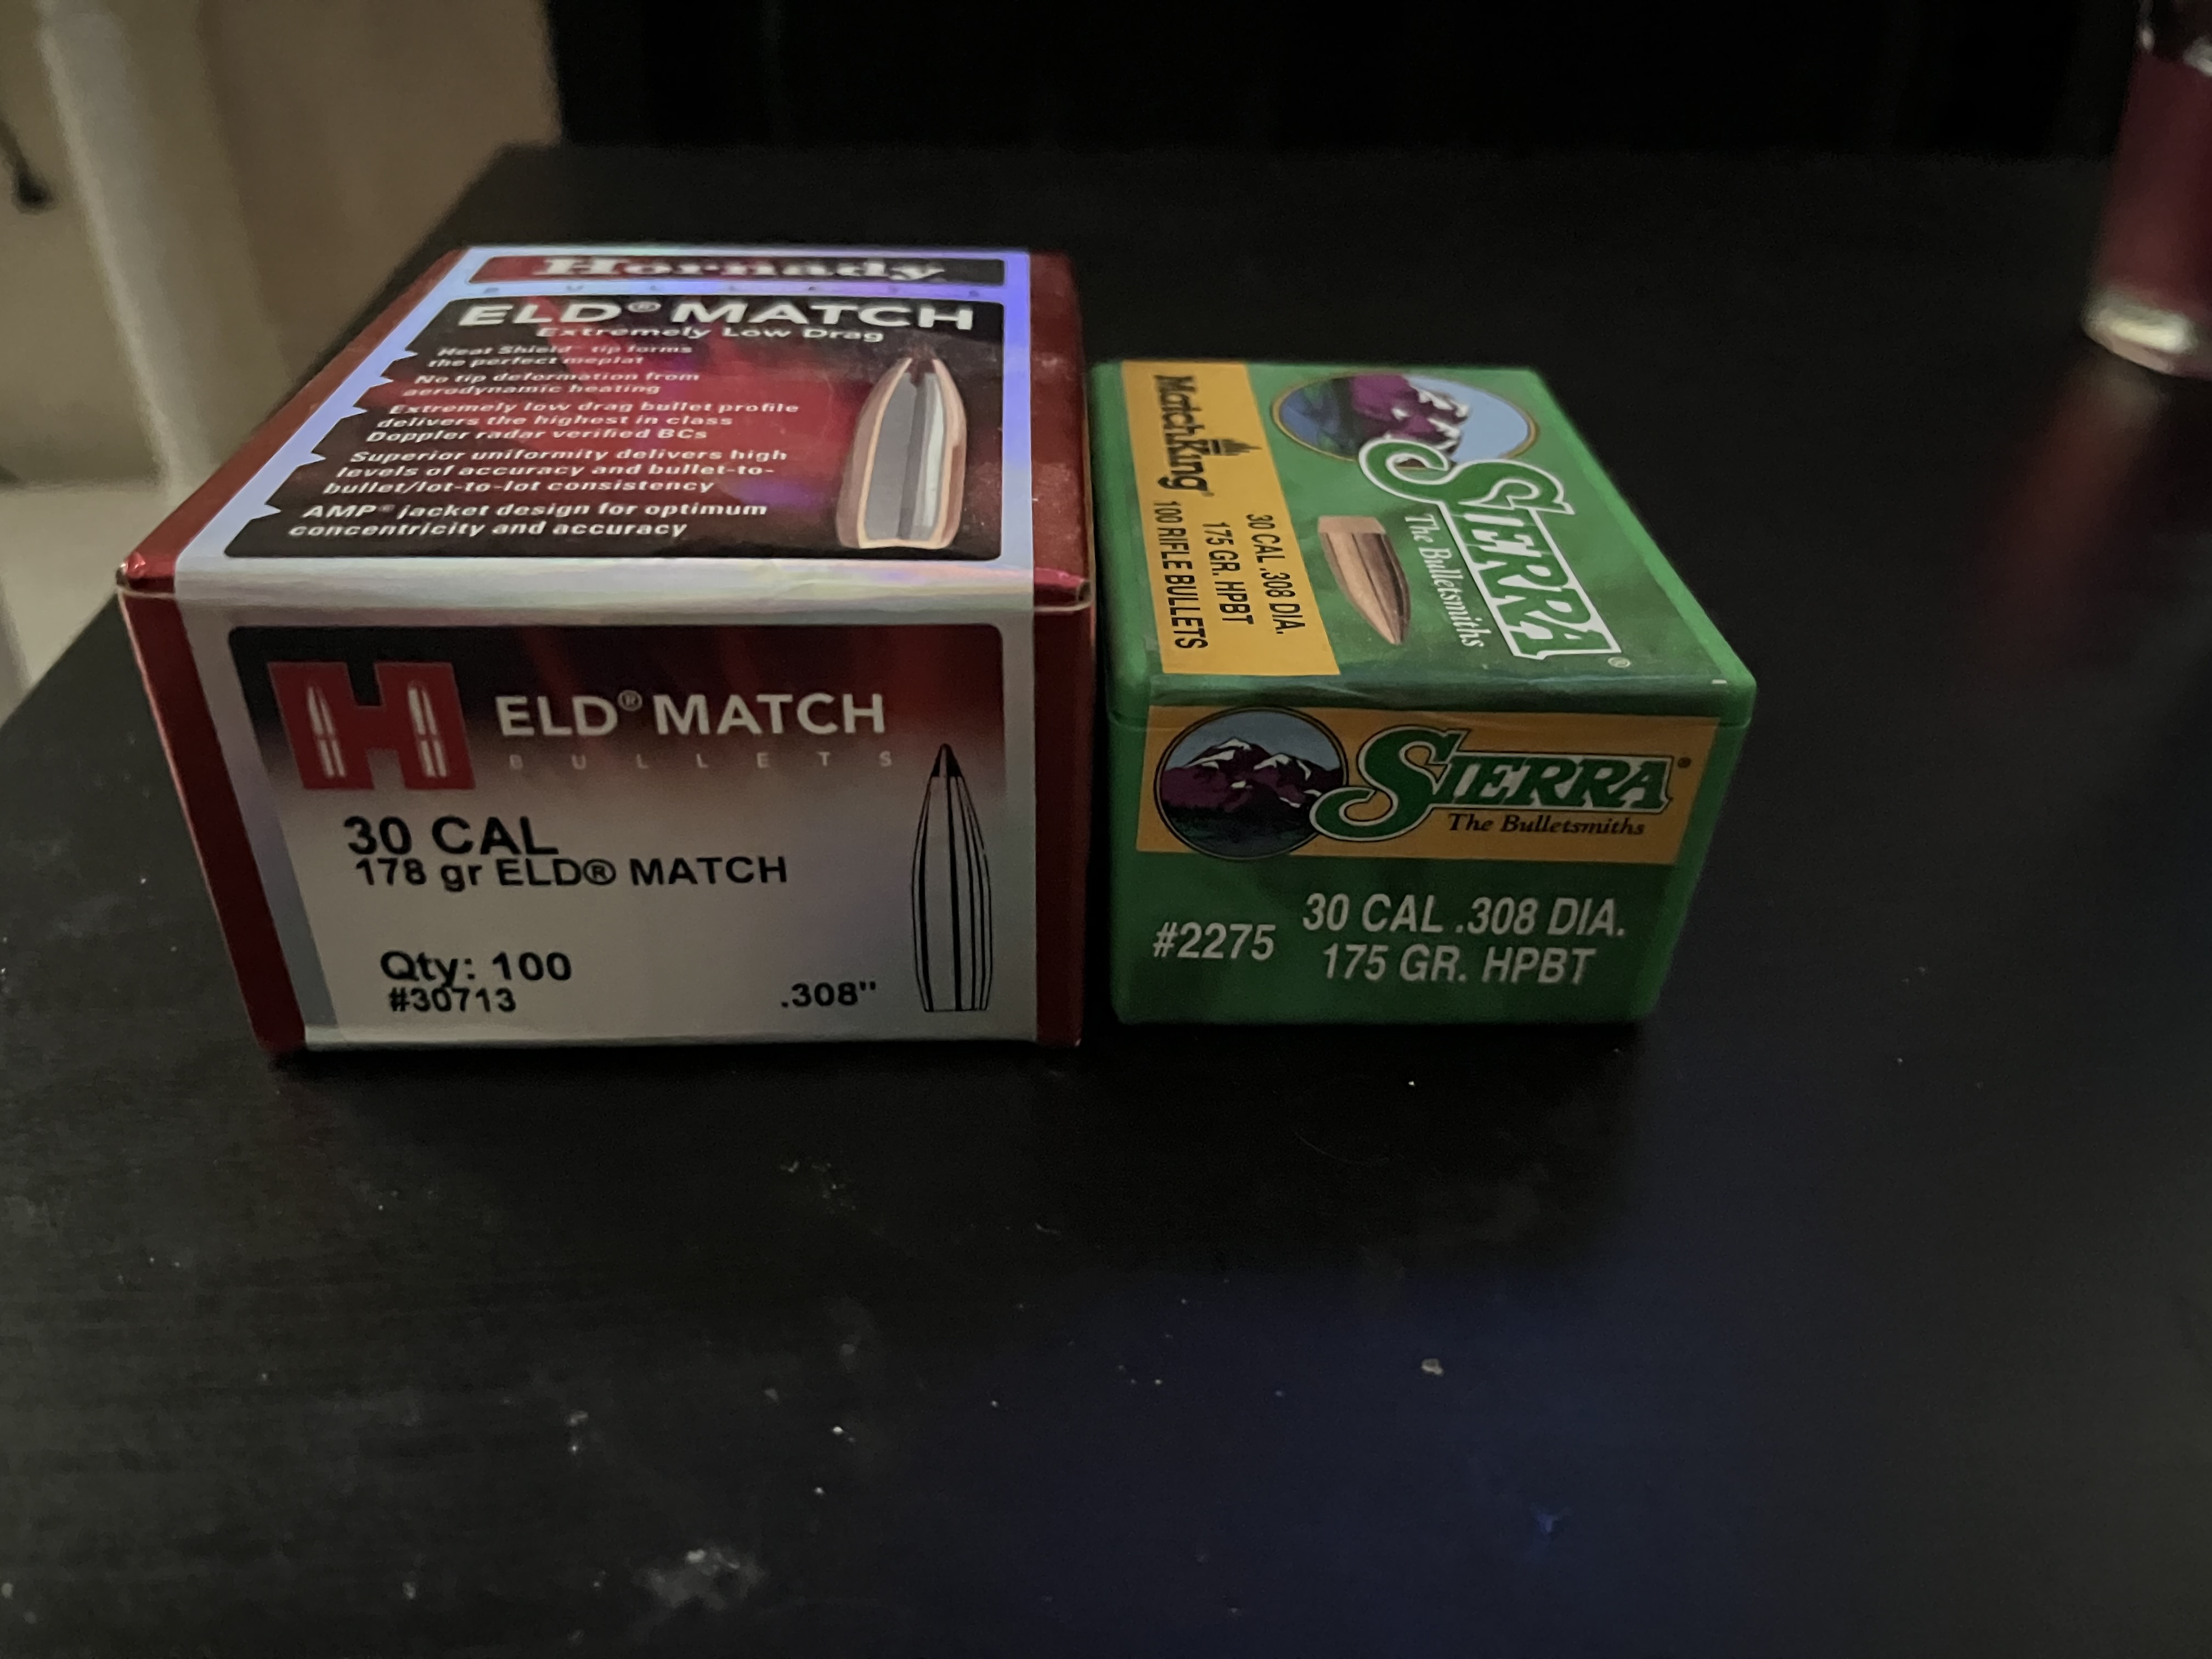 Hornady
BULLETS
ELD® MATCH
Extremely Low Drag
Heat Shield™ tip forms
the perfect meplat
No tip deformation from
aerodynamic heating
Extremely low drag bullet profile
delivers the highest in class
Doppler radar verified BCs
Superior uniformity delivers high
levels of accuracy and bullet-to-
bullet/lot-to-lot consistency
AMP® jacket design for optimum
concentricity and accuracy
H ELD® MATCH
BULLETS
30 CAL
178 gr ELD® MATCH
Qty: 100
#30713
.308"
MatchKing®
30 CAL .308 DIA.
175 GR. HPBT
100 RIFLE BULLETS
SIERRA®
The Bulletsmiths
SIERRA®
The Bulletsmiths
#2275
30 CAL .308 DIA.
175 GR. HPBT